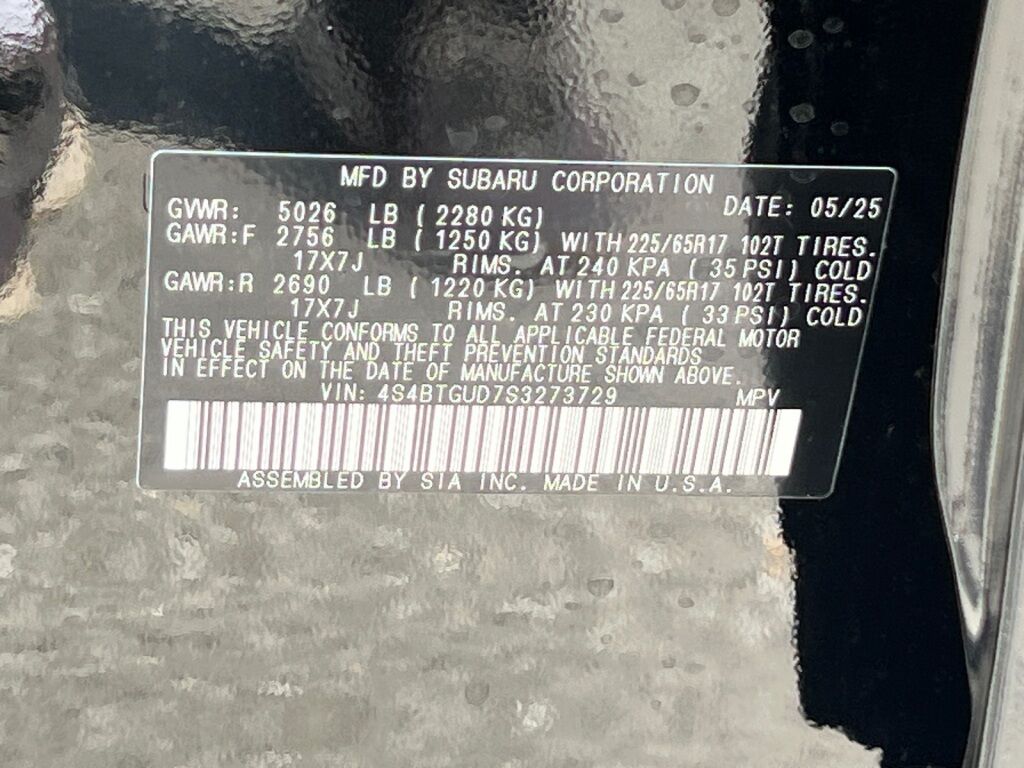 MFD BY SUBARU CORPORATION
GVWR: 5026 LB ( 2280 KG) DATE: 05/25
GAWR:F 2756 LB ( 1250 KG) WITH 225/65R17 102T TIRES.
17X7J RIMS. AT 240 KPA ( 35 PSI) COLD
GAWR:R 2690 LB ( 1220 KG) WITH 225/65R17 102T TIRES.
17X7J RIMS. AT 230 KPA ( 33 PSI) COLD
THIS VEHICLE CONFORMS TO ALL APPLICABLE FEDERAL MOTOR
VEHICLE SAFETY AND THEFT PREVENTION STANDARDS
IN EFFECT ON THE DATE OF MANUFACTURE SHOWN ABOVE.
VIN: 4S4BTGUD7S3273729 MPV
ASSEMBLED BY SIA INC. MADE IN U.S.A.